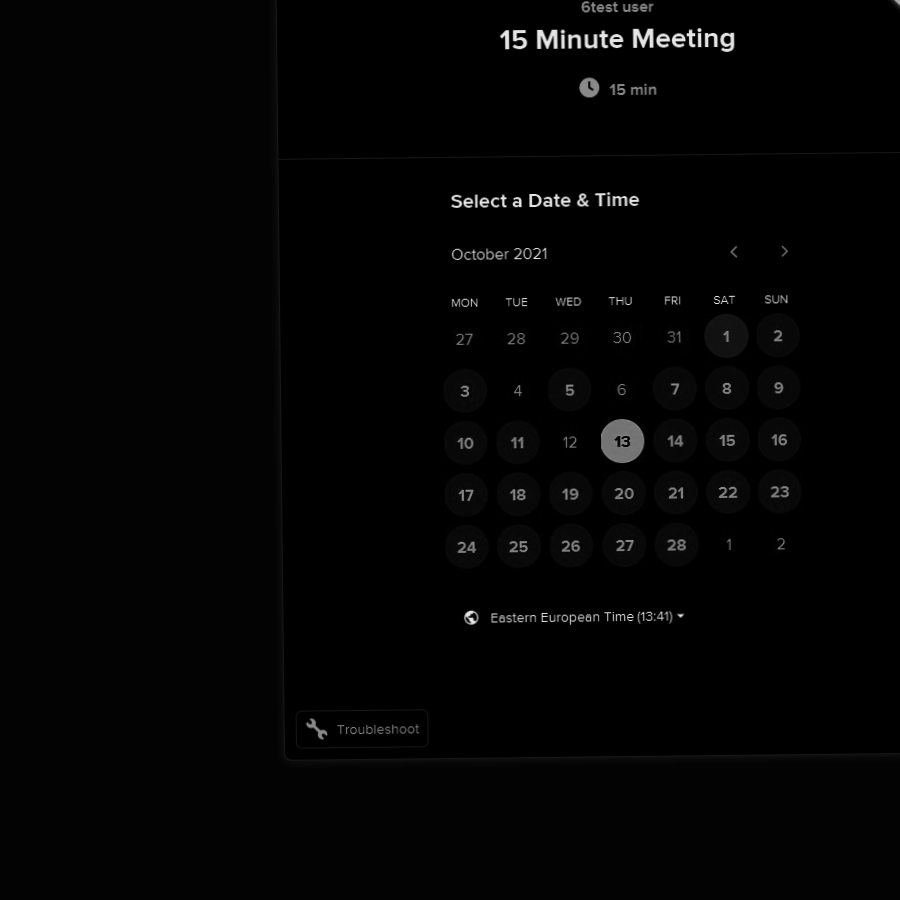 6test user
15 Minute Meeting
15 min
Select a Date & Time
October 2021
MON TUE WED THU FRI SAT SUN
27 28 29 30 31 1 2
3 4 5 6 7 8 9
10 11 12 13 14 15 16
17 18 19 20 21 22 23
24 25 26 27 28 1 2
Eastern European Time (13:41)
Troubleshoot